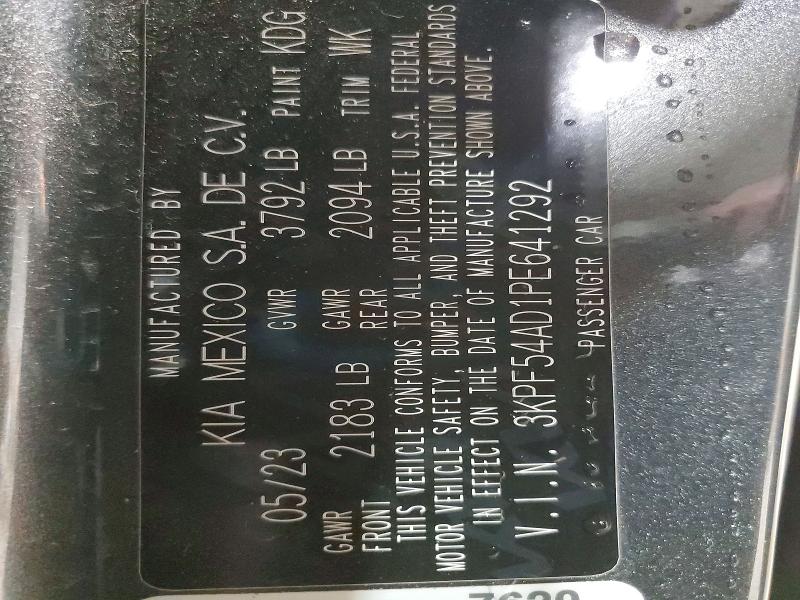 MANUFACTURED BY
KIA MEXICO S.A. DE C.V.
05/23 GVWR 3792 LB PAINT KDG
GAWR FRONT 2183 LB GAWR REAR 2094 LB TRIM WK
THIS VEHICLE CONFORMS TO ALL APPLICABLE U.S.A. FEDERAL
MOTOR VEHICLE SAFETY, BUMPER, AND THEFT PREVENTION STANDARDS
IN EFFECT ON THE DATE OF MANUFACTURE SHOWN ABOVE.
V.I.N. 3KPF54AD1PE641292
PASSENGER CAR